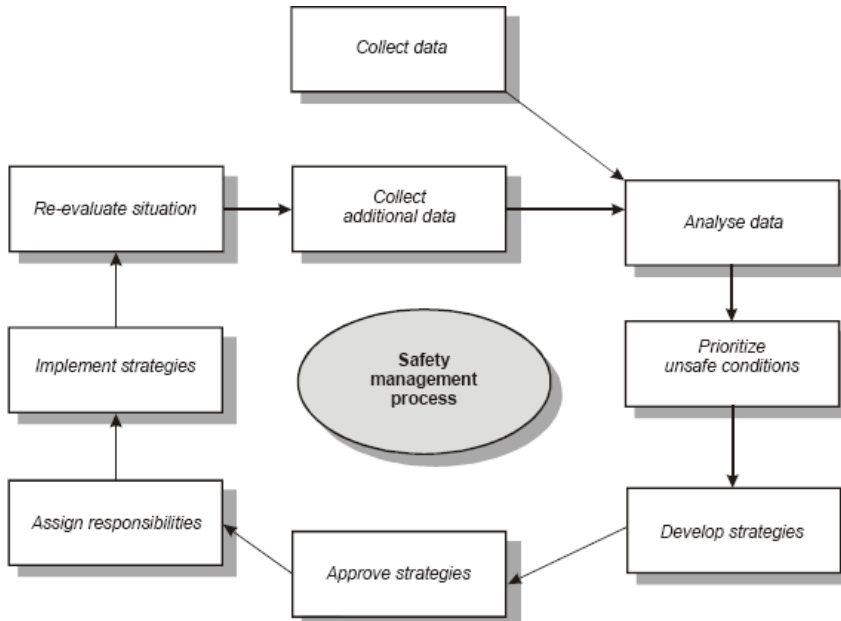 Collect data
Re-evaluate situation
Collect
additional data
Analyse data
Implement strategies
Safety
management
process
Prioritize
unsafe conditions
Assign responsibilities
Approve strategies
Develop strategies